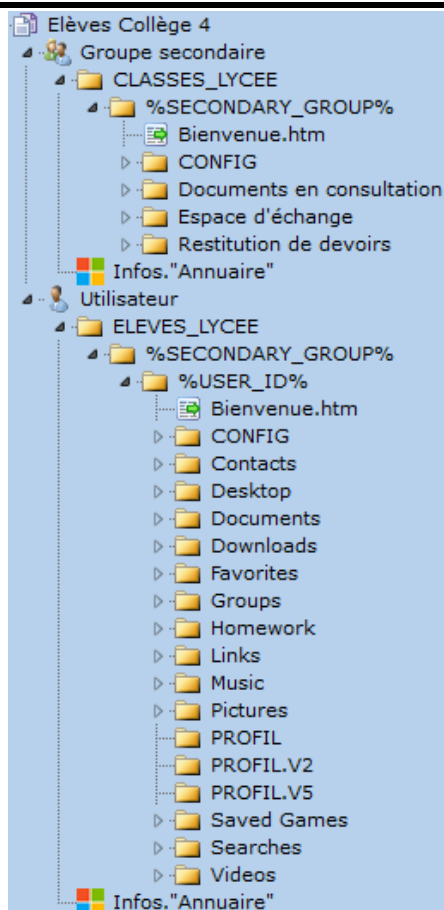 Elèves Collège 4
Groupe secondaire
CLASSES_LYCEE
%SECONDARY_GROUP%
Bienvenue.htm
CONFIG
Documents en consultation
Espace d'échange
Restitution de devoirs
Infos."Annuaire"
Utilisateur
ELEVES_LYCEE
%SECONDARY_GROUP%
%USER_ID%
Bienvenue.htm
CONFIG
Contacts
Desktop
Documents
Downloads
Favorites
Groups
Homework
Links
Music
Pictures
PROFIL
PROFIL.V2
PROFIL.V5
Saved Games
Searches
Videos
Infos."Annuaire"